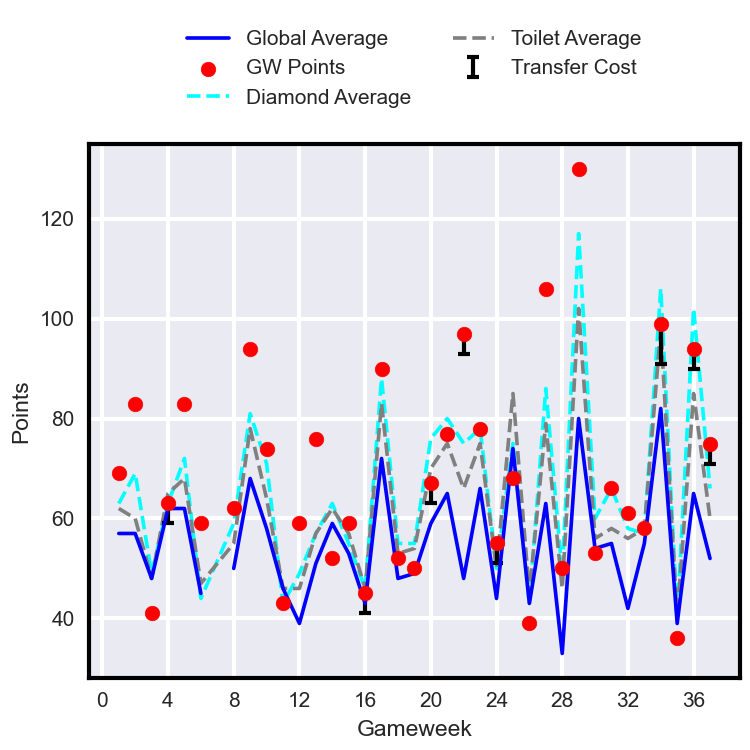 Global Average
GW Points
Diamond Average
Toilet Average
Transfer Cost
120
100
80
60
40
0 4 8 12 16 20 24 28 32 36
Points
Gameweek